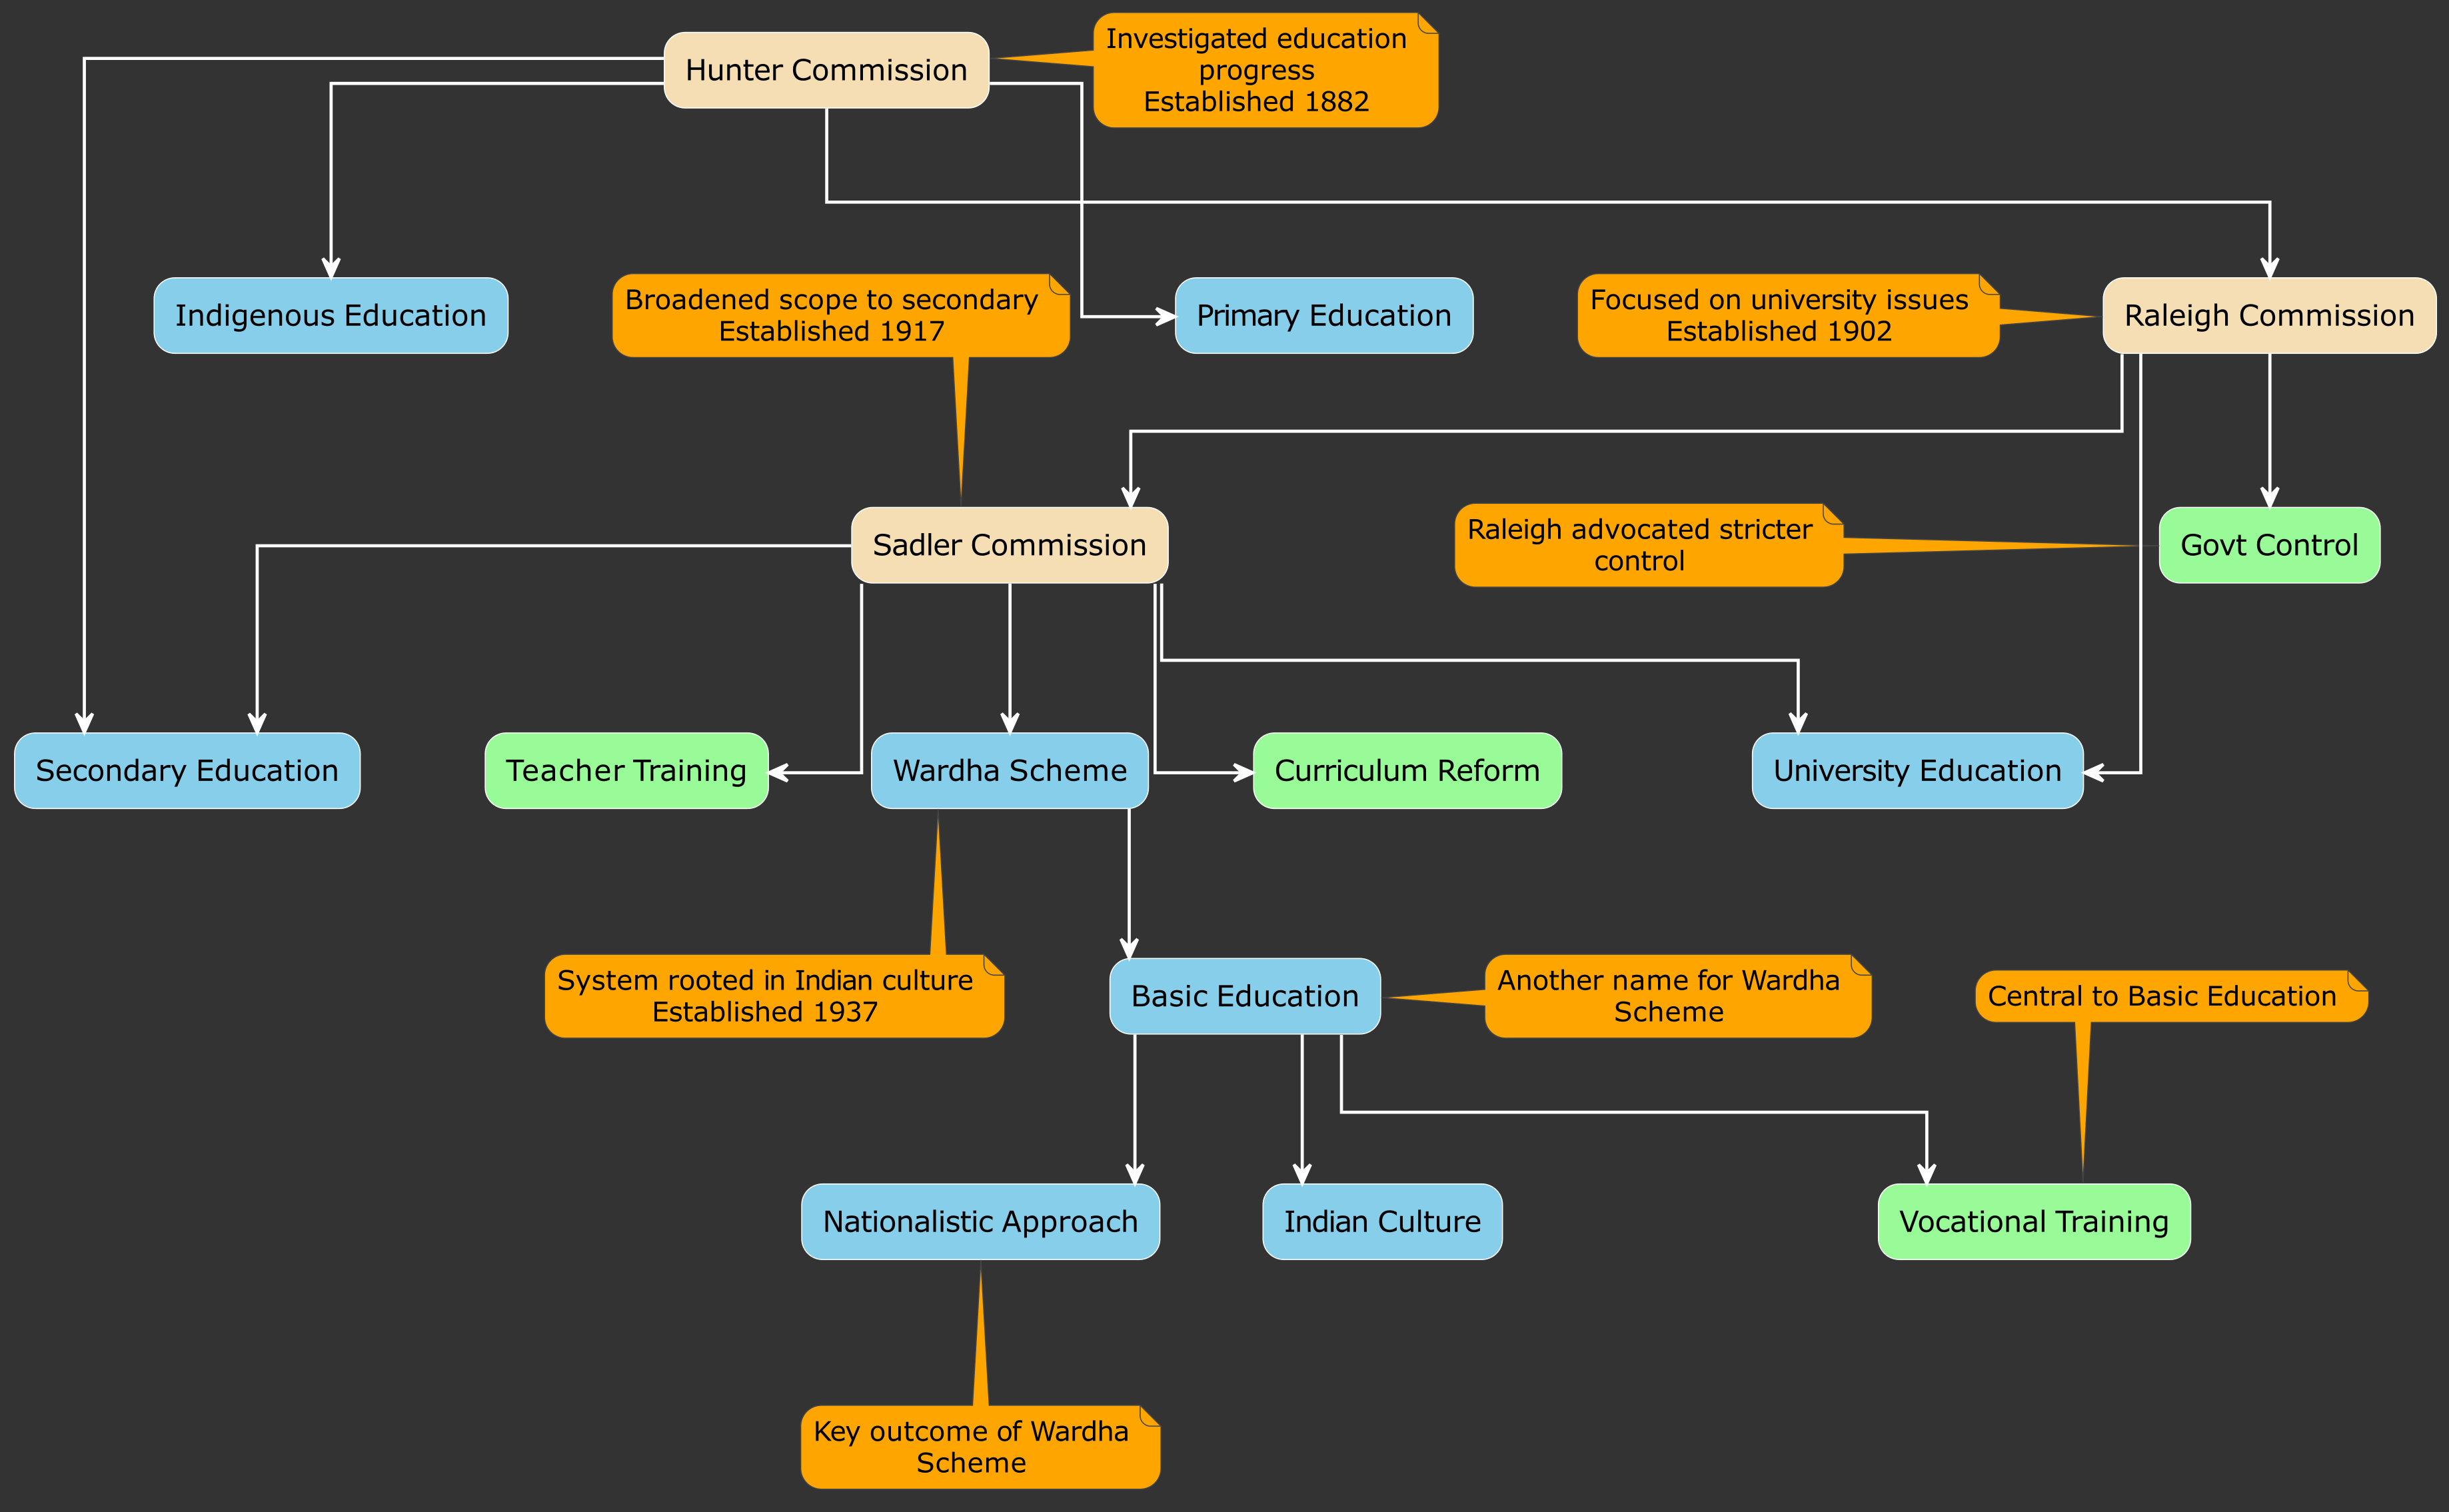 Hunter Commission
Investigated education
progress
Established 1882
Indigenous Education
Broadened scope to secondary
Established 1917
Primary Education
Focused on university issues
Established 1902
Raleigh Commission
Sadler Commission
Raleigh advocated stricter
control
Govt Control
Secondary Education
Teacher Training
Wardha Scheme
Curriculum Reform
University Education
System rooted in Indian culture
Established 1937
Basic Education
Another name for Wardha
Scheme
Central to Basic Education
Nationalistic Approach
Indian Culture
Vocational Training
Key outcome of Wardha
Scheme